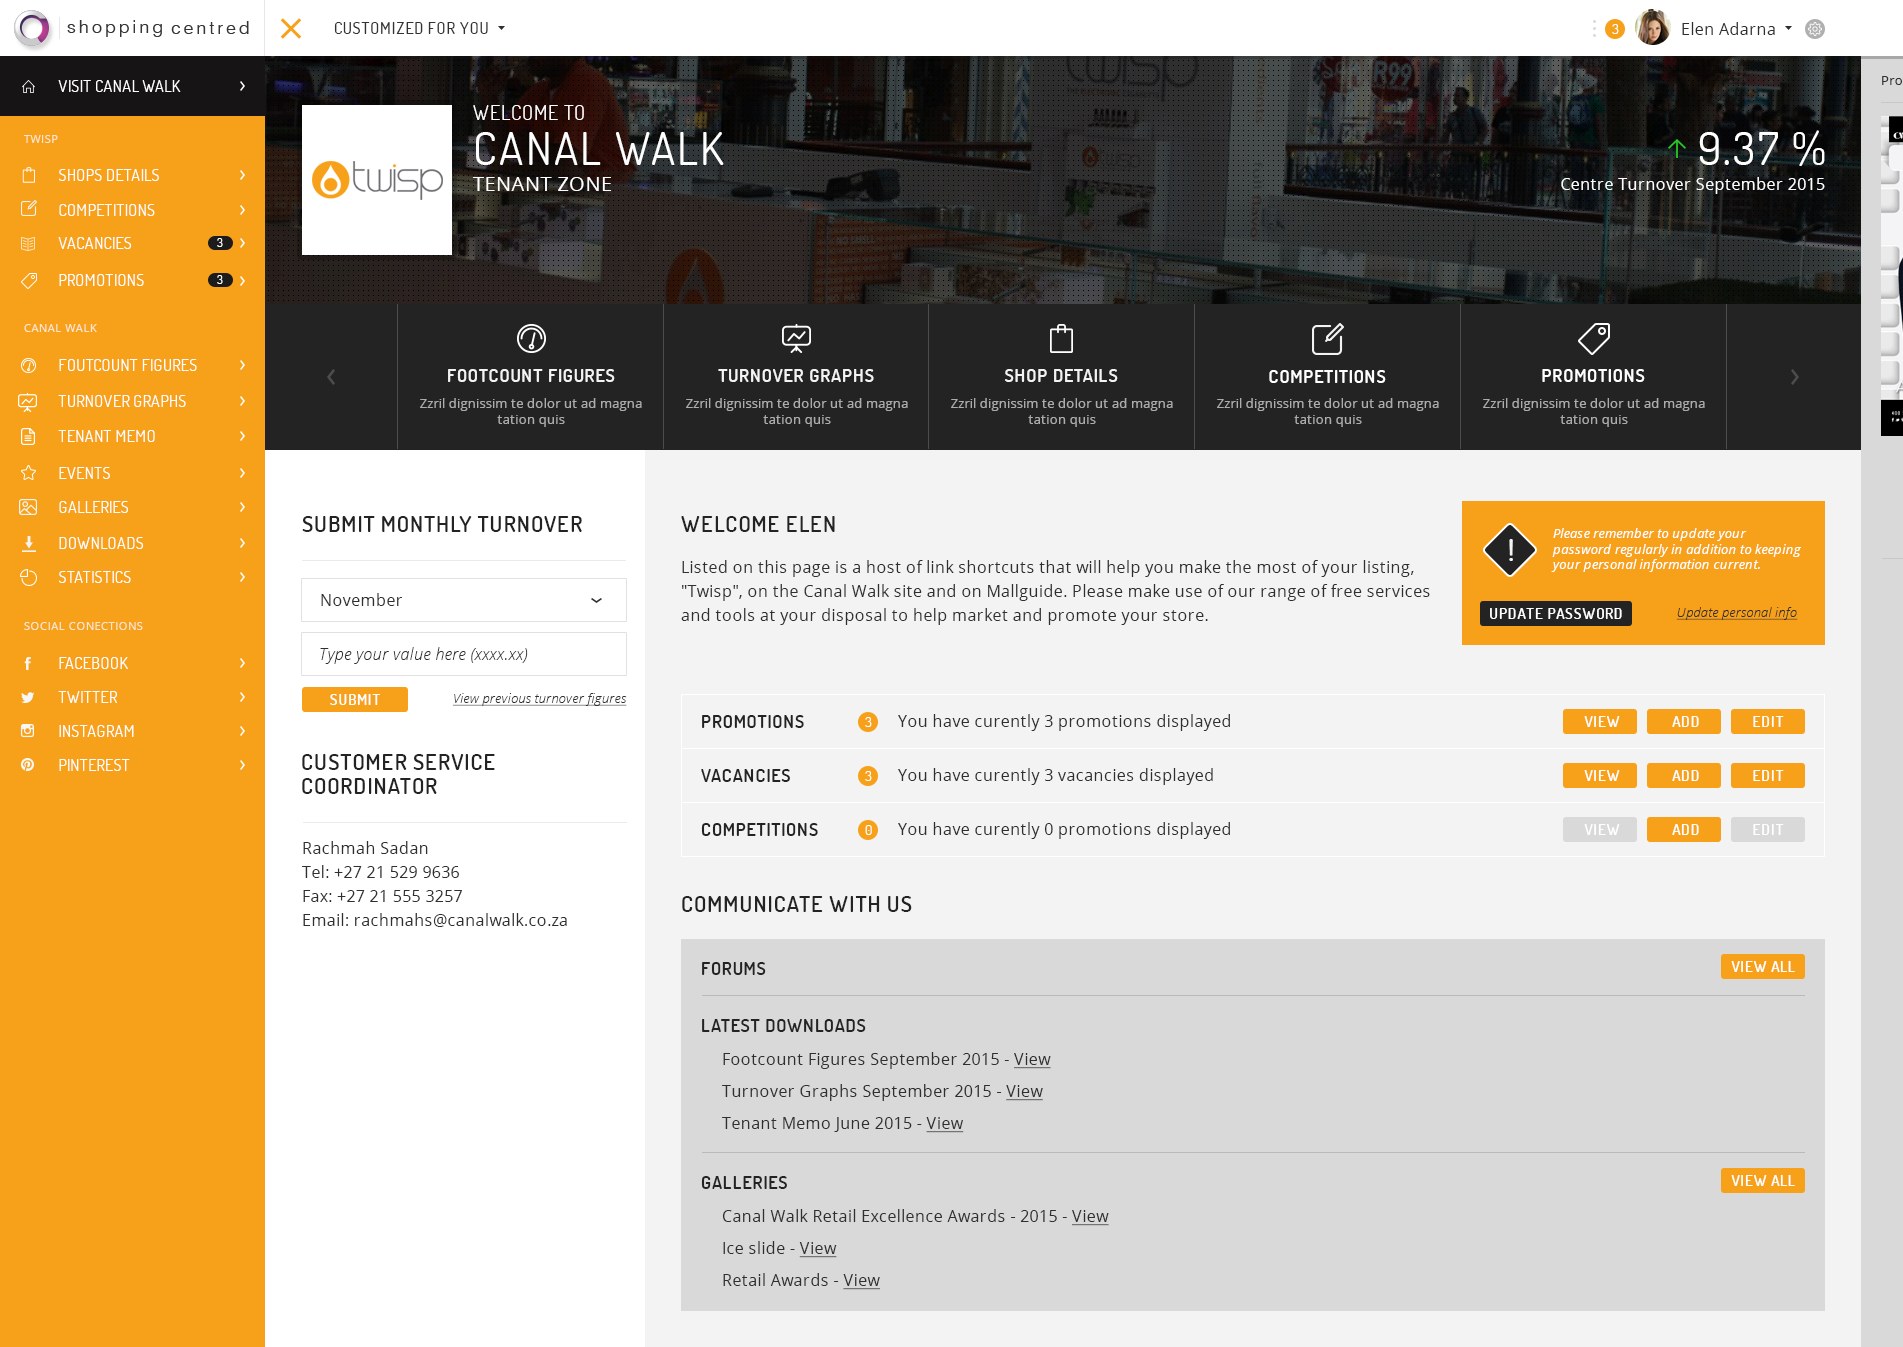 shopping centred
CUSTOMIZED FOR YOU
3
Elen Adarna
VISIT CANAL WALK
TWISP
SHOPS DETAILS
COMPETITIONS
VACANCIES 3
PROMOTIONS 3
CANAL WALK
FOUTCOUNT FIGURES
TURNOVER GRAPHS
TENANT MEMO
EVENTS
GALLERIES
DOWNLOADS
STATISTICS
SOCIAL CONECTIONS
FACEBOOK
TWITTER
INSTAGRAM
PINTEREST
twisp
WELCOME TO
CANAL WALK
TENANT ZONE
twisp
R99
9.37 %
Centre Turnover September 2015
Pro
FOOTCOUNT FIGURES
Zzril dignissim te dolor ut ad magna
tation quis
TURNOVER GRAPHS
Zzril dignissim te dolor ut ad magna
tation quis
SHOP DETAILS
Zzril dignissim te dolor ut ad magna
tation quis
COMPETITIONS
Zzril dignissim te dolor ut ad magna
tation quis
PROMOTIONS
Zzril dignissim te dolor ut ad magna
tation quis
SUBMIT MONTHLY TURNOVER
November
Type your value here (xxxx.xx)
SUBMIT
View previous turnover figures
CUSTOMER SERVICE
COORDINATOR
Rachmah Sadan
Tel: +27 21 529 9636
Fax: +27 21 555 3257
Email: rachmahs@canalwalk.co.za
WELCOME ELEN
Listed on this page is a host of link shortcuts that will help you make the most of your listing,
"Twisp", on the Canal Walk site and on Mallguide. Please make use of our range of free services
and tools at your disposal to help market and promote your store.
!
Please remember to update your
password regularly in addition to keeping
your personal information current.
UPDATE PASSWORD
Update personal info
PROMOTIONS 3 You have curently 3 promotions displayed VIEW ADD EDIT
VACANCIES 3 You have curently 3 vacancies displayed VIEW ADD EDIT
COMPETITIONS 0 You have curently 0 promotions displayed VIEW ADD EDIT
COMMUNICATE WITH US
FORUMS VIEW ALL
LATEST DOWNLOADS
Footcount Figures September 2015 - View
Turnover Graphs September 2015 - View
Tenant Memo June 2015 - View
GALLERIES VIEW ALL
Canal Walk Retail Excellence Awards - 2015 - View
Ice slide - View
Retail Awards - View